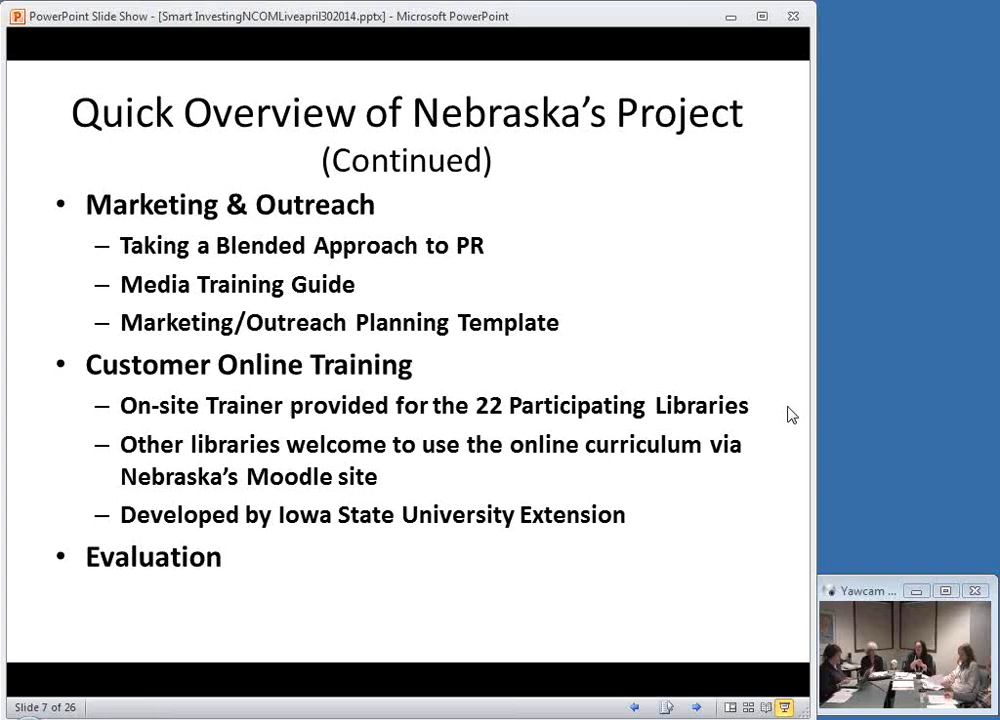 PowerPoint Slide Show - [Smart InvestingNCOMLiveapril302014.pptx] - Microsoft PowerPoint
Quick Overview of Nebraska's Project
(Continued)
• Marketing & Outreach
– Taking a Blended Approach to PR
– Media Training Guide
– Marketing/Outreach Planning Template
• Customer Online Training
– On-site Trainer provided for the 22 Participating Libraries
– Other libraries welcome to use the online curriculum via
Nebraska's Moodle site
– Developed by Iowa State University Extension
• Evaluation
Yawcam ...
Slide 7 of 26